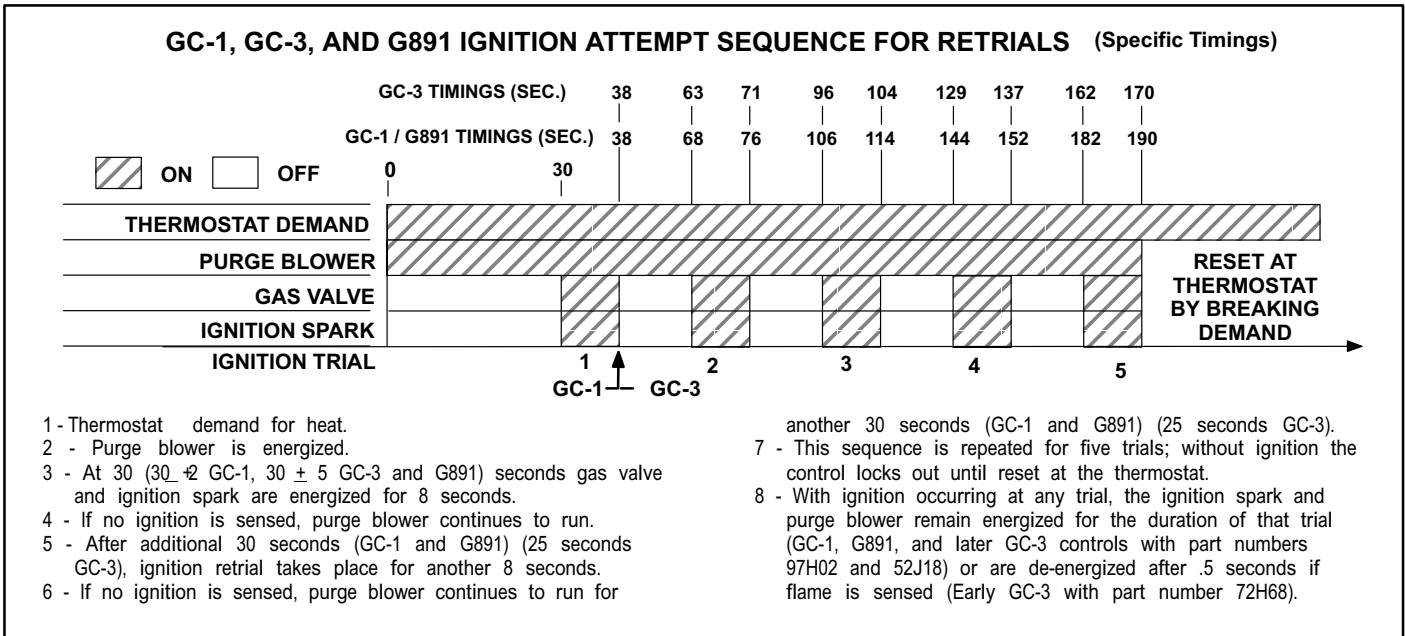 GC-1, GC-3, AND G891 IGNITION ATTEMPT SEQUENCE FOR RETRIALS (Specific Timings)
GC-3 TIMINGS (SEC.) 38 63 71 96 104 129 137 162 170
GC-1 / G891 TIMINGS (SEC.) 38 68 76 106 114 144 152 182 190
ON OFF 0 30
THERMOSTAT DEMAND
PURGE BLOWER
GAS VALVE
IGNITION SPARK
RESET AT
THERMOSTAT
BY BREAKING
DEMAND
IGNITION TRIAL 1 2 3 4 5
GC-1 GC-3
1 - Thermostat demand for heat.
2 - Purge blower is energized.
3 - At 30 (30 +2 GC-1, 30 ± 5 GC-3 and G891) seconds gas valve
and ignition spark are energized for 8 seconds.
4 - If no ignition is sensed, purge blower continues to run.
5 - After additional 30 seconds (GC-1 and G891) (25 seconds
GC-3), ignition retrial takes place for another 8 seconds.
6 - If no ignition is sensed, purge blower continues to run for
another 30 seconds (GC-1 and G891) (25 seconds GC-3).
7 - This sequence is repeated for five trials; without ignition the
control locks out until reset at the thermostat.
8 - With ignition occurring at any trial, the ignition spark and
purge blower remain energized for the duration of that trial
(GC-1, G891, and later GC-3 controls with part numbers
97H02 and 52J18) or are de-energized after .5 seconds if
flame is sensed (Early GC-3 with part number 72H68).